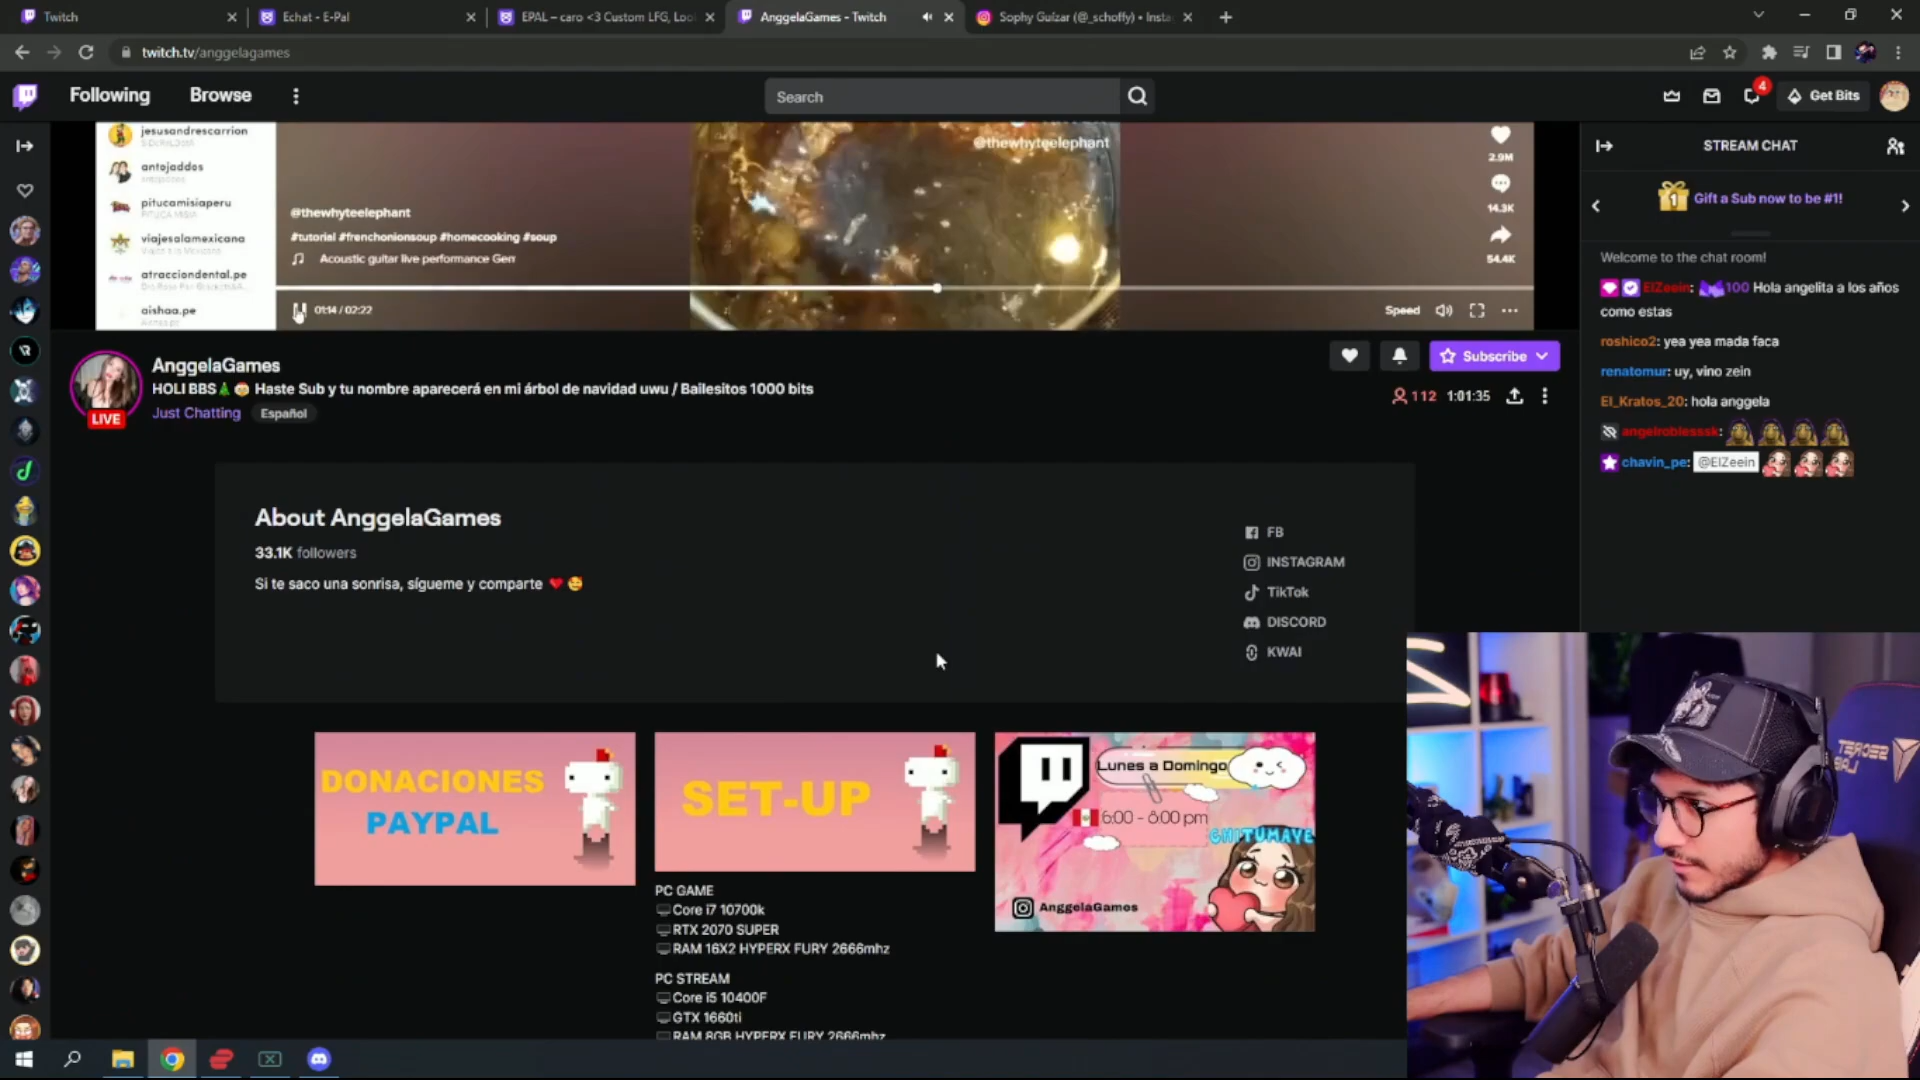 Twitch
Echat - E-Pal
EPAL – caro <3 Custom LFG, Loo
AnggelaGames - Twitch
Sophy Guízar (@_schoffy) • Insta
twitch.tv/anggelagames
Following
Browse
Search
4
Get Bits
jesusandrescarrion
antojaddos
antojaddos
pitucamisiaperu
PITUCA MISIA
viajesalamexicana
atracciondental.pe
aishaa.pe
@thewhyteelephant
@thewhyteelephant
#tutorial #frenchonionsoup #homecooking #soup
Acoustic guitar live performance Gen
2.9M
14.3K
54.4K
01:14 / 02:22
Speed
STREAM CHAT
1
Gift a Sub now to be #1!
Welcome to the chat room!
ElZeein: 100 Hola angelita a los años
como estas
roshico2: yea yea mada faca
renatomur: uy, vino zein
El_Kratos_20: hola anggela
angelroblesssk:
chavin_pe: @ElZeein
AnggelaGames
HOLI BBS🎄🎅 Haste Sub y tu nombre aparecerá en mi árbol de navidad uwu / Bailesitos 1000 bits
Just Chatting
Español
LIVE
Subscribe
112
1:01:35
About AnggelaGames
33.1K followers
Si te saco una sonrisa, sígueme y comparte ❤️ 🥰
FB
INSTAGRAM
TikTok
DISCORD
KWAI
DONACIONES
PAYPAL
SET-UP
Lunes a Domingo
6:00 - 8:00 pm
CHITUMAYE
AnggelaGames
PC GAME
Core i7 10700k
RTX 2070 SUPER
RAM 16X2 HYPERX FURY 2666mhz
PC STREAM
Core i5 10400F
GTX 1660ti
RAM 8GB HYPERX FURY 2666mhz